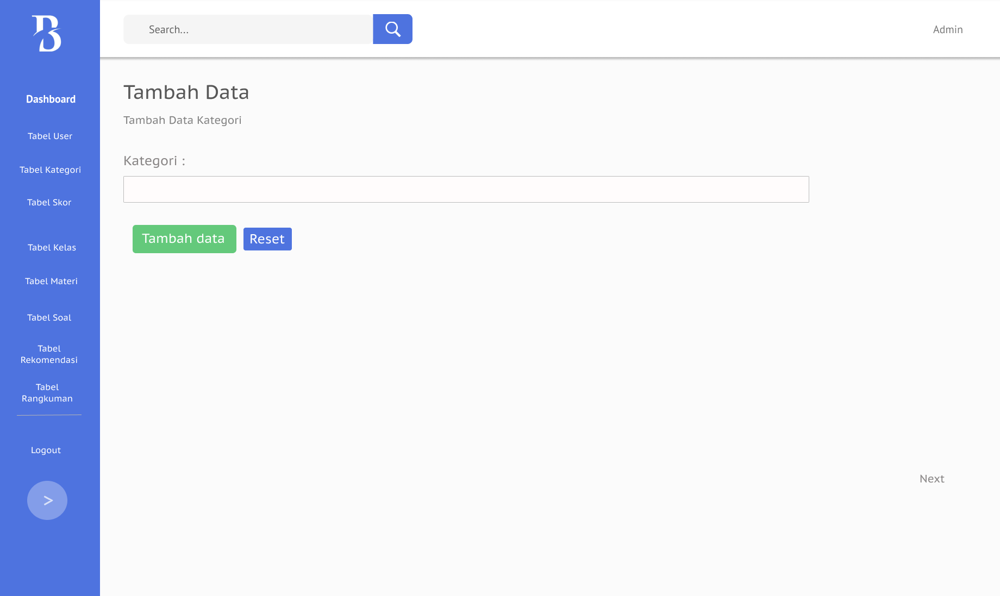 B
Dashboard
Tabel User
Tabel Kategori
Tabel Skor
Tabel Kelas
Tabel Materi
Tabel Soal
Tabel
Rekomendasi
Tabel
Rangkuman
Logout
>
Search...
Admin
Tambah Data
Tambah Data Kategori
Kategori :
Tambah data
Reset
Next